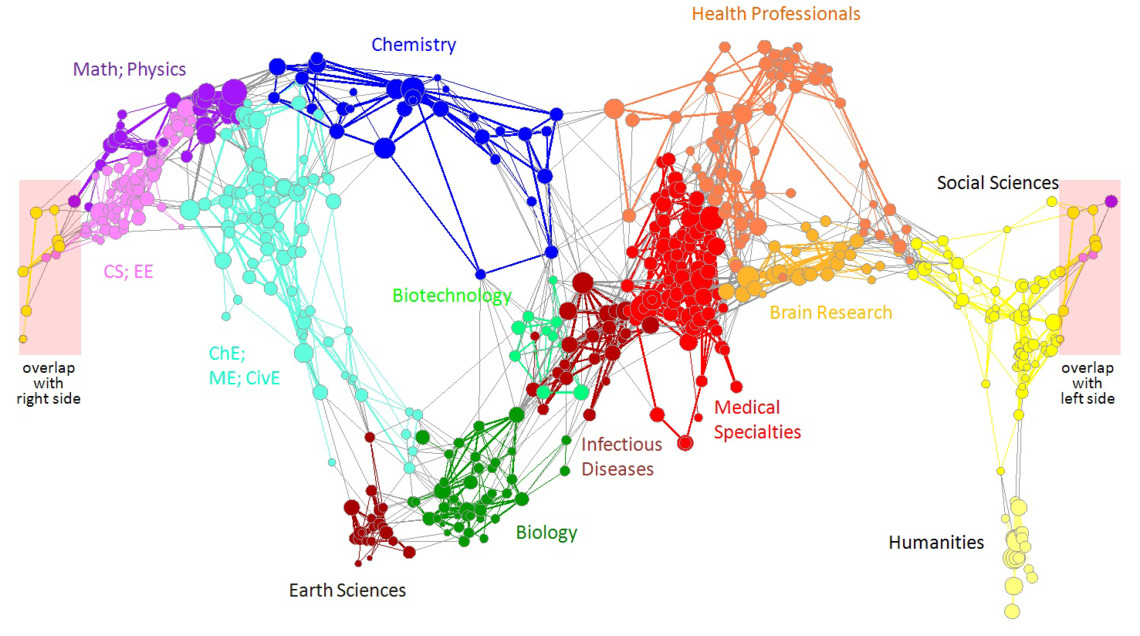 Health Professionals
Chemistry
Math; Physics
Social Sciences
CS; EE
Biotechnology
Brain Research
ChE;
ME; CivE
overlap
with
right side
overlap
with
left side
Medical
Specialties
Infectious
Diseases
Biology
Humanities
Earth Sciences